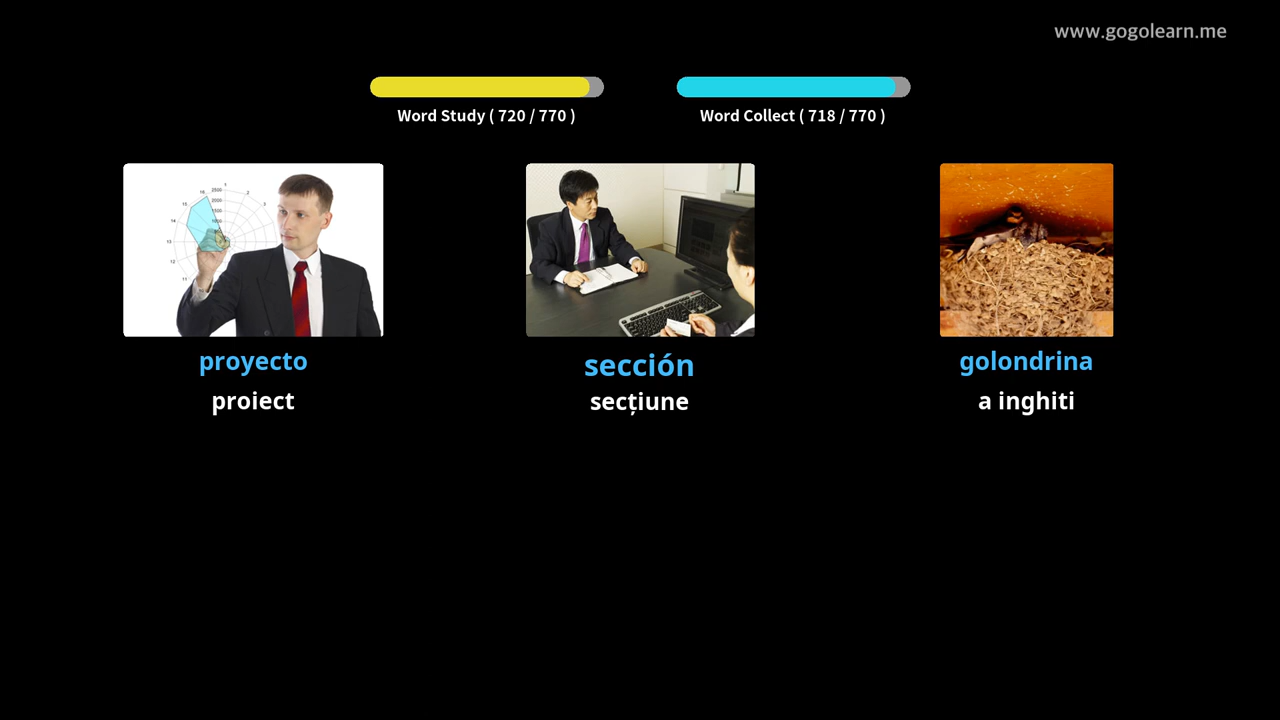 www.gogolearn.me
Word Study ( 720 / 770 )
Word Collect ( 718 / 770 )
proyecto
sección
golondrina
proiect
secțiune
a inghiti